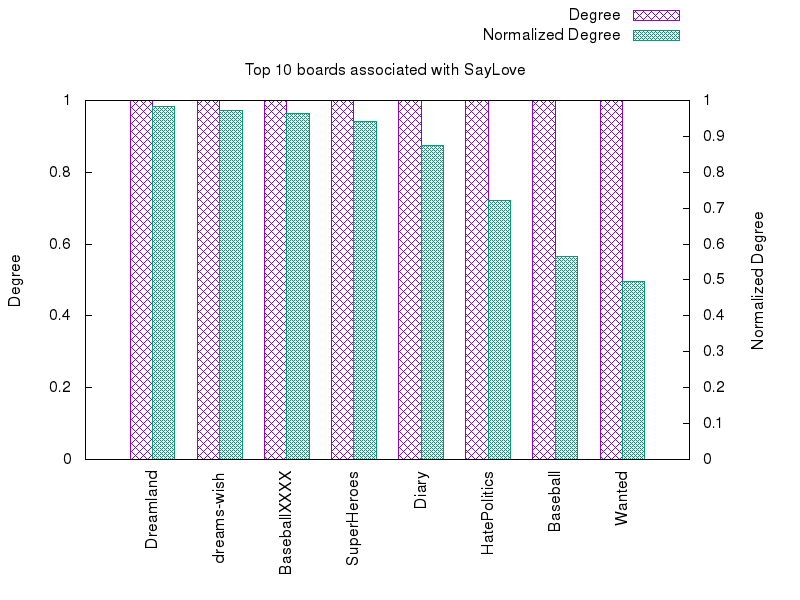 Degree
Normalized Degree
Top 10 boards associated with SayLove
1
0.8
0.6
0.4
0.2
0
1
0.9
0.8
0.7
0.6
0.5
0.4
0.3
0.2
0.1
0
Degree
Normalized Degree
Dreamland
dreams-wish
BaseballXXXX
SuperHeroes
Diary
HatePolitics
Baseball
Wanted